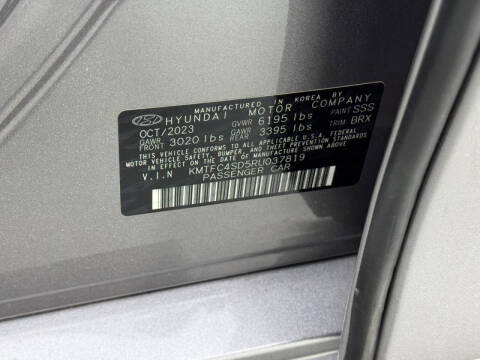 MANUFACTURED IN KOREA BY
HYUNDAI MOTOR COMPANY
OCT/2023 GVWR 6195 lbs PAINT SSS
GAWR FRONT 3020 lbs GAWR REAR 3395 lbs TRIM BRX
THIS VEHICLE CONFORMS TO ALL APPLICABLE U.S.A. FEDERAL
MOTOR VEHICLE SAFETY, BUMPER, AND THEFT PREVENTION STANDARDS
IN EFFECT ON THE DATE OF MANUFACTURE SHOWN ABOVE
V.I.N KMTFC4SD5RU037819
PASSENGER CAR